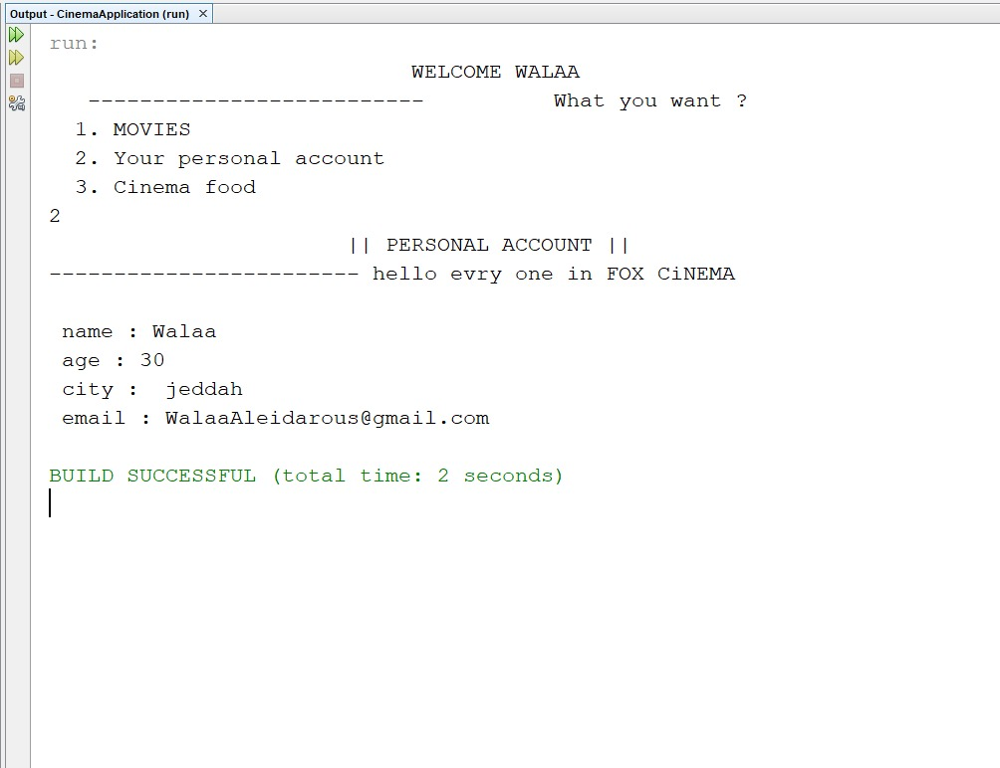 Output - CinemaApplication (run) ×
run:
WELCOME WALAA
-------------------------- What you want ?
1. MOVIES
2. Your personal account
3. Cinema food
2
|| PERSONAL ACCOUNT ||
------------------------ hello evry one in FOX CiNEMA
name : Walaa
age : 30
city :  jeddah
email : WalaaAleidarous@gmail.com
BUILD SUCCESSFUL (total time: 2 seconds)